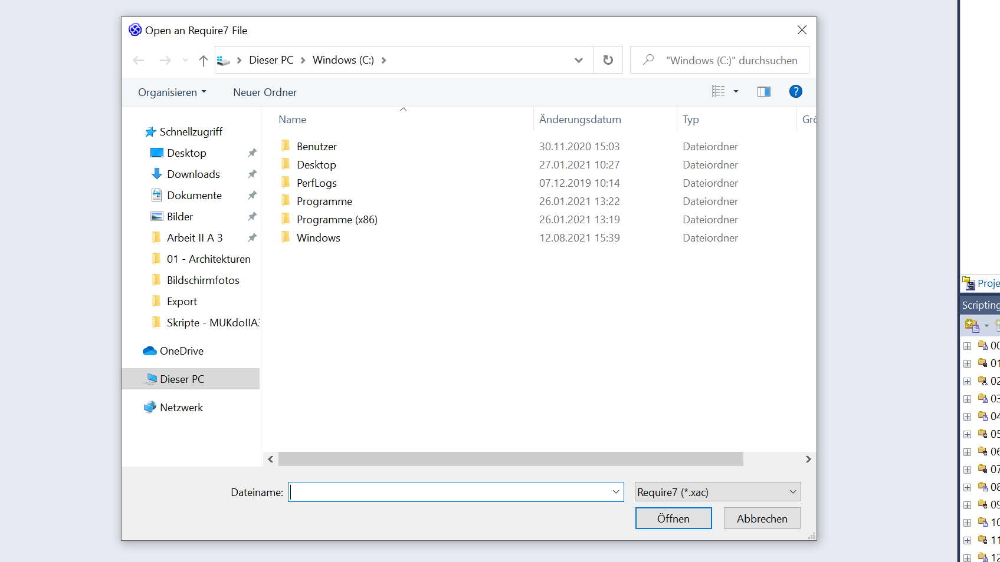 Open an Require7 File
Dieser PC > Windows (C:) >
"Windows (C:)" durchsuchen
Organisieren
Neuer Ordner
?
Name Änderungsdatum Typ
Schnellzugriff
Desktop
Downloads
Dokumente
Bilder
Arbeit II A 3
01 - Architekturen
Bildschirmfotos
Export
Skripte - MUKdoIIA3
OneDrive
Dieser PC
Netzwerk
Benutzer 30.11.2020 15:03 Dateiordner
Desktop 27.01.2021 10:27 Dateiordner
PerfLogs 07.12.2019 10:14 Dateiordner
Programme 26.01.2021 13:22 Dateiordner
Programme (x86) 26.01.2021 13:19 Dateiordner
Windows 12.08.2021 15:39 Dateiordner
Dateiname:
Require7 (*.xac)
Öffnen
Abbrechen
Proje
Scripting
00
01
02
03
04
05
06
07
08
09
10
11
12